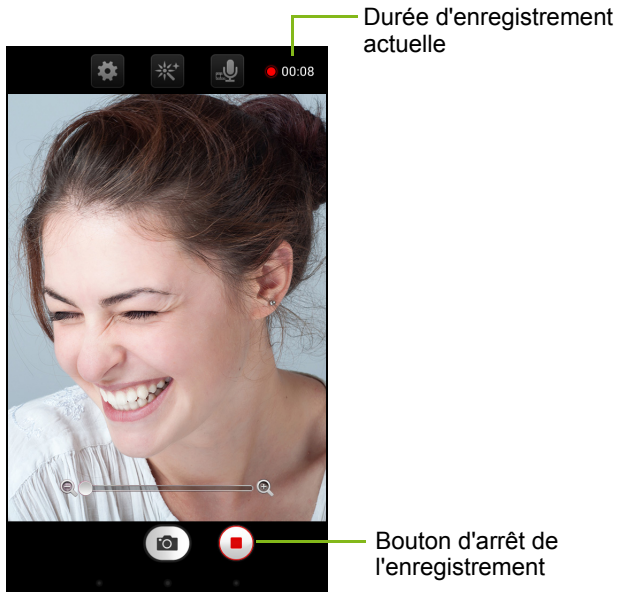 Durée d'enregistrement
actuelle
00:08
Bouton d'arrêt de
l'enregistrement